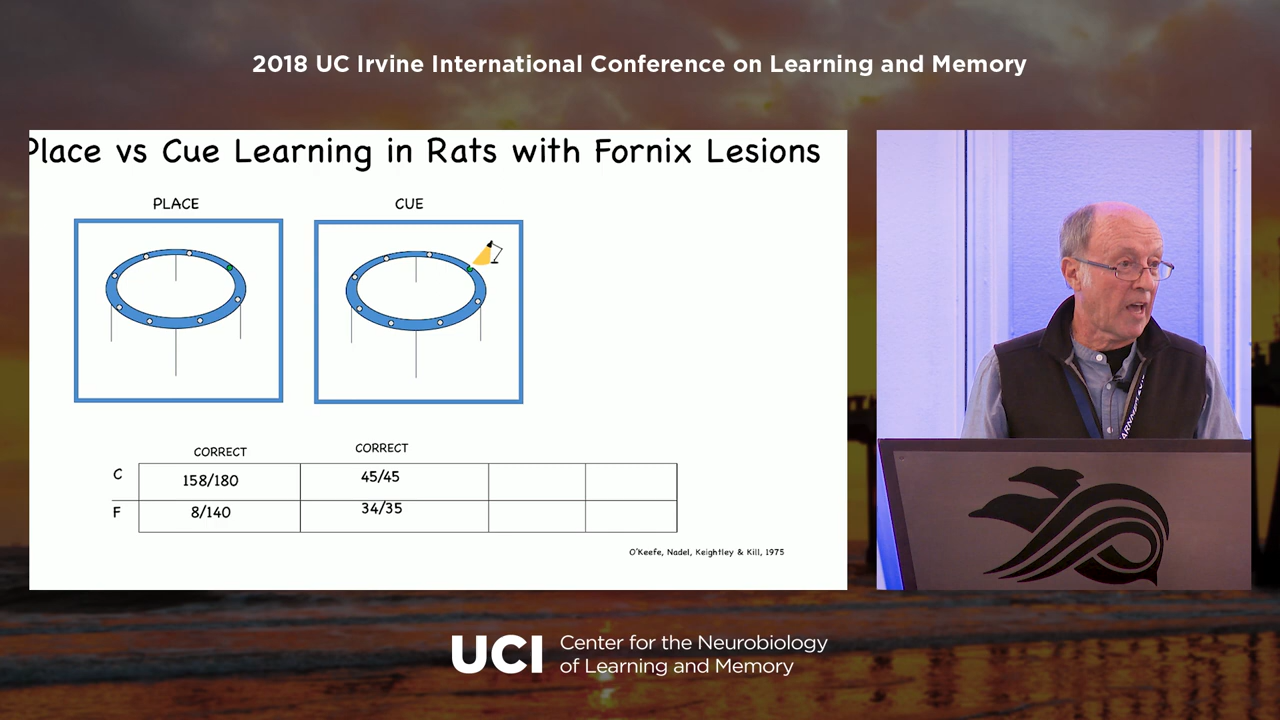 2018 UC Irvine International Conference on Learning and Memory
Place vs Cue Learning in Rats with Fornix Lesions
PLACE CUE
CORRECT CORRECT
C 158/180 45/45
F 8/140 34/35
O'Keefe, Nadel, Keightley & Kill, 1975
UCI Center for the Neurobiology
of Learning and Memory